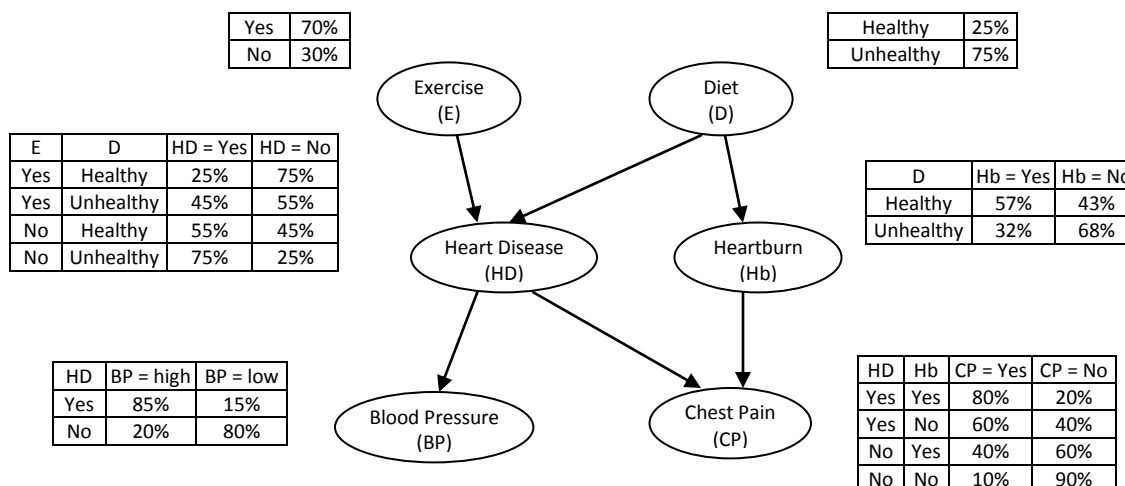 Yes 70%
No 30%
Healthy 25%
Unhealthy 75%
Exercise
(E)
Diet
(D)
E D HD = Yes HD = No
Yes Healthy 25% 75%
Yes Unhealthy 45% 55%
No Healthy 55% 45%
No Unhealthy 75% 25%
D Hb = Yes Hb = No
Healthy 57% 43%
Unhealthy 32% 68%
Heart Disease
(HD)
Heartburn
(Hb)
HD BP = high BP = low
Yes 85% 15%
No 20% 80%
Blood Pressure
(BP)
Chest Pain
(CP)
HD Hb CP = Yes CP = No
Yes Yes 80% 20%
Yes No 60% 40%
No Yes 40% 60%
No No 10% 90%